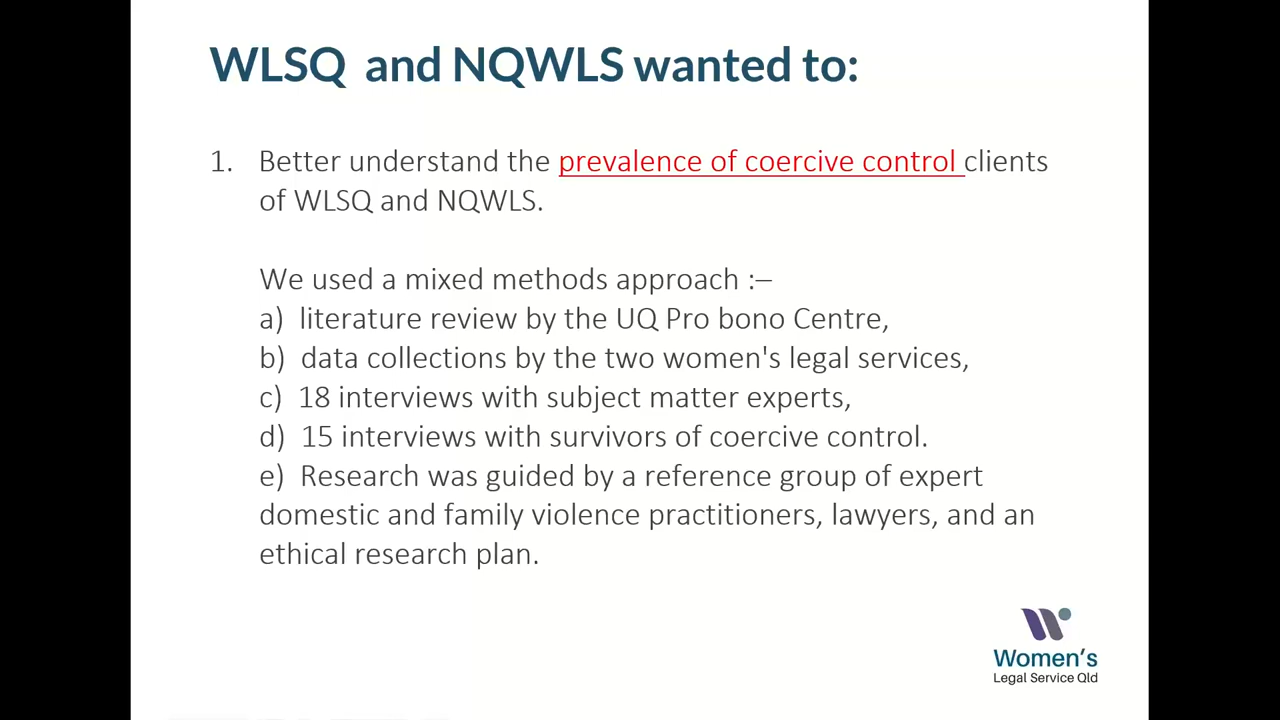 WLSQ and NQWLS wanted to:
1. Better understand the prevalence of coercive control clients
of WLSQ and NQWLS.
We used a mixed methods approach :–
a) literature review by the UQ Pro bono Centre,
b) data collections by the two women's legal services,
c) 18 interviews with subject matter experts,
d) 15 interviews with survivors of coercive control.
e) Research was guided by a reference group of expert
domestic and family violence practitioners, lawyers, and an
ethical research plan.
Women's
Legal Service Qld